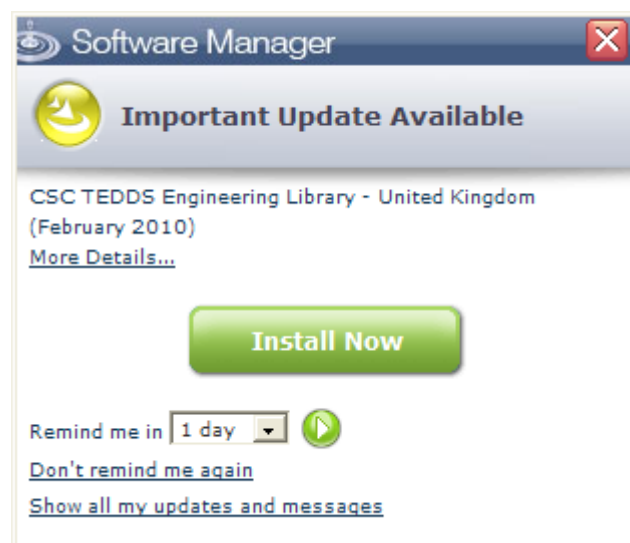 Software Manager
Important Update Available
CSC TEDDS Engineering Library - United Kingdom
(February 2010)
More Details...
Install Now
Remind me in 1 day
Don't remind me again
Show all my updates and messages